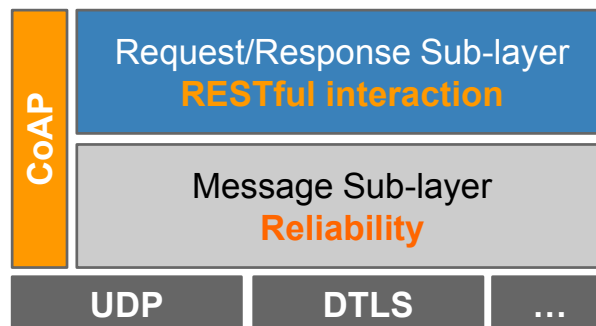 CoAP
Request/Response Sub-layer
RESTful interaction
Message Sub-layer
Reliability
UDP
DTLS
...